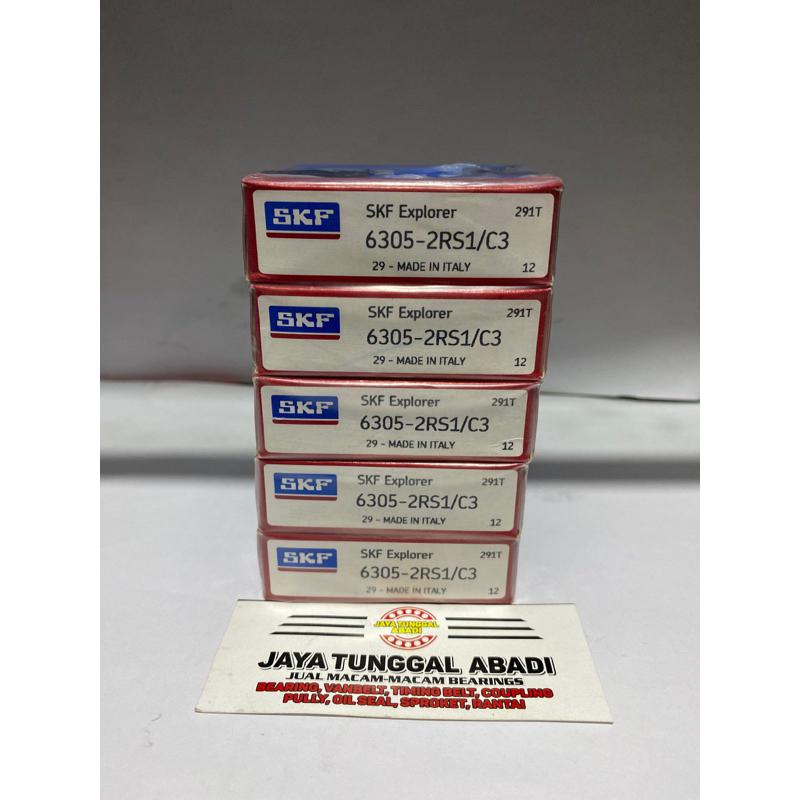 SKF
SKF Explorer 291T
6305-2RS1/C3
29 - MADE IN ITALY 12
SKF
SKF Explorer 291T
6305-2RS1/C3
29 - MADE IN ITALY 12
SKF
SKF Explorer 291T
6305-2RS1/C3
29 - MADE IN ITALY 12
SKF
SKF Explorer 291T
6305-2RS1/C3
29 - MADE IN ITALY 12
SKF
SKF Explorer 291T
6305-2RS1/C3
29 - MADE IN ITALY 12
JAYA TUNGGAL
ABADI
JAYA TUNGGAL ABADI
JUAL MACAM-MACAM BEARINGS
BEARING, VANBELT, TIMING BELT, COUPLING
PULLY, OIL SEAL, SPROKET, RANTAI